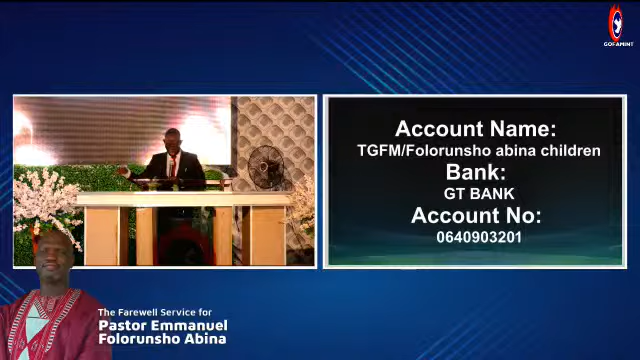 GOFAMINT
Account Name:
TGFM/Folorunsho abina children
Bank:
GT BANK
Account No:
0640903201
The Farewell Service for
Pastor Emmanuel
Folorunsho Abina